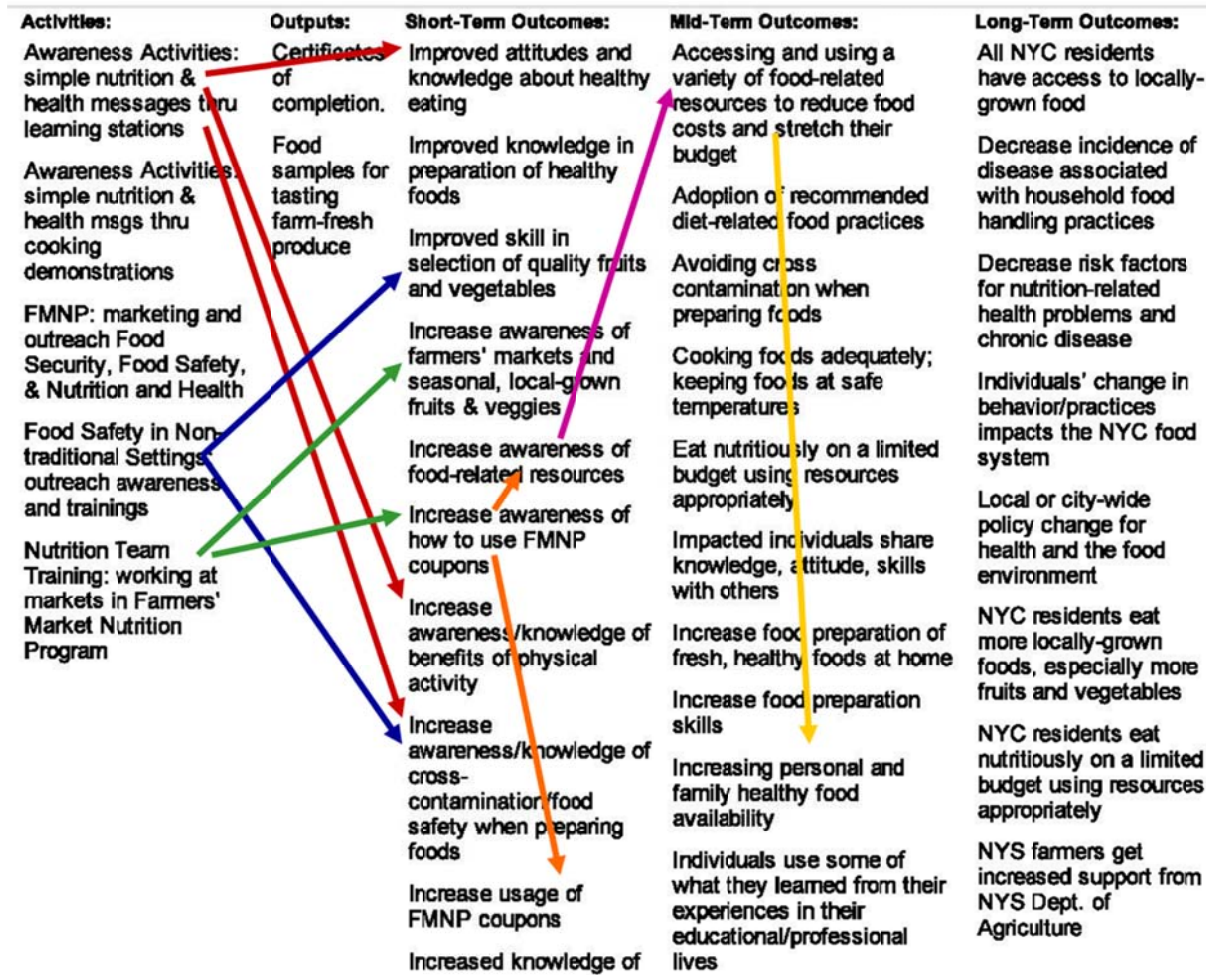 Activities:
Awareness Activities:
simple nutrition &
health messages thru
learning stations
Awareness Activities:
simple nutrition &
health msgs thru
cooking
demonstrations
FMNP: marketing and
outreach Food
Security, Food Safety,
& Nutrition and Health
Food Safety in Non-
traditional Settings:
outreach awareness
and trainings
Nutrition Team
Training: working at
markets in Farmers'
Market Nutrition
Program
Outputs:
Certificates
of
completion.
Food
samples for
tasting
farm-fresh
produce
Short-Term Outcomes:
Improved attitudes and
knowledge about healthy
eating
Improved knowledge in
preparation of healthy
foods
Improved skill in
selection of quality fruits
and vegetables
Increase awareness of
farmers' markets and
seasonal, local-grown
fruits & veggies
Increase awareness of
food-related resources
Increase awareness of
how to use FMNP
coupons
Increase
awareness/knowledge of
benefits of physical
activity
Increase
awareness/knowledge of
cross-
contamination/food
safety when preparing
foods
Increase usage of
FMNP coupons
Increased knowledge of
Mid-Term Outcomes:
Accessing and using a
variety of food-related
resources to reduce food
costs and stretch their
budget
Adoption of recommended
diet-related food practices
Avoiding cross
contamination when
preparing foods
Cooking foods adequately;
keeping foods at safe
temperatures
Eat nutritiously on a limited
budget using resources
appropriately
Impacted individuals share
knowledge, attitude, skills
with others
Increase food preparation of
fresh, healthy foods at home
Increase food preparation
skills
Increasing personal and
family healthy food
availability
Individuals use some of
what they learned from their
experiences in their
educational/professional
lives
Long-Term Outcomes:
All NYC residents
have access to locally-
grown food
Decrease incidence of
disease associated
with household food
handling practices
Decrease risk factors
for nutrition-related
health problems and
chronic disease
Individuals' change in
behavior/practices
impacts the NYC food
system
Local or city-wide
policy change for
health and the food
environment
NYC residents eat
more locally-grown
foods, especially more
fruits and vegetables
NYC residents eat
nutritiously on a limited
budget using resources
appropriately
NYS farmers get
increased support from
NYS Dept. of
Agriculture